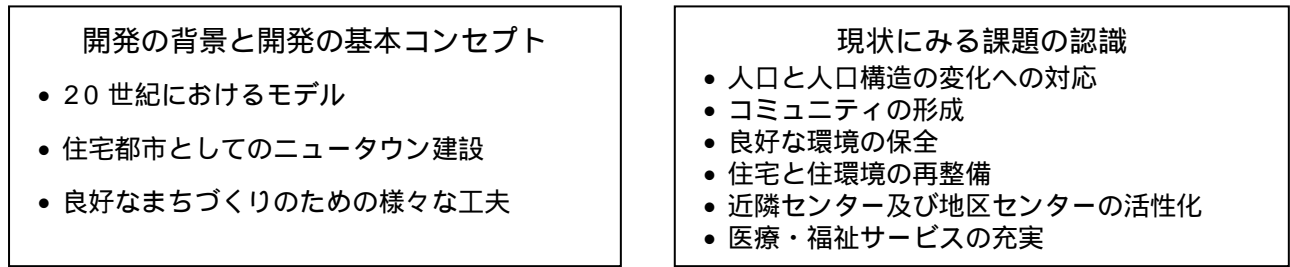 開発の背景と開発の基本コンセプト
• 20 世紀におけるモデル
• 住宅都市としてのニュータウン建設
• 良好なまちづくりのための様々な工夫
現状にみる課題の認識
• 人口と人口構造の変化への対応
• コミュニティの形成
• 良好な環境の保全
• 住宅と住環境の再整備
• 近隣センター及び地区センターの活性化
• 医療・福祉サービスの充実